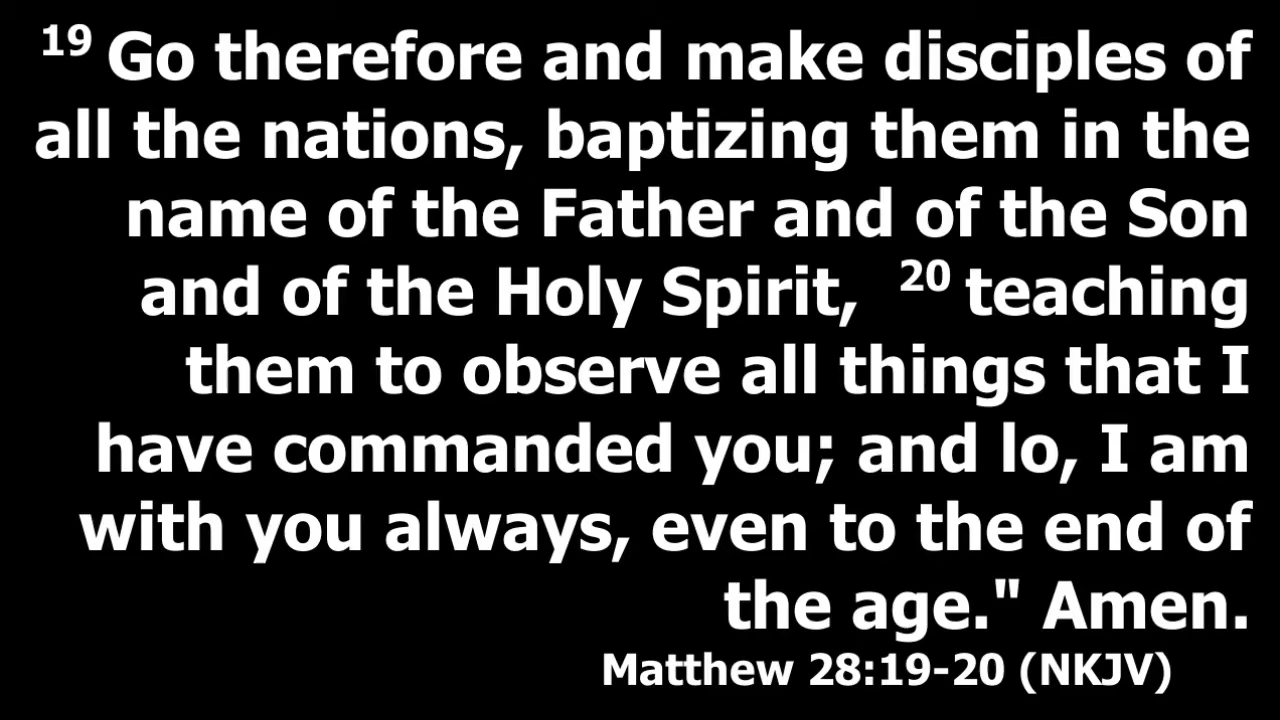 19 Go therefore and make disciples of
all the nations, baptizing them in the
name of the Father and of the Son
and of the Holy Spirit, 20 teaching
them to observe all things that I
have commanded you; and lo, I am
with you always, even to the end of
the age." Amen.
Matthew 28:19-20 (NKJV)